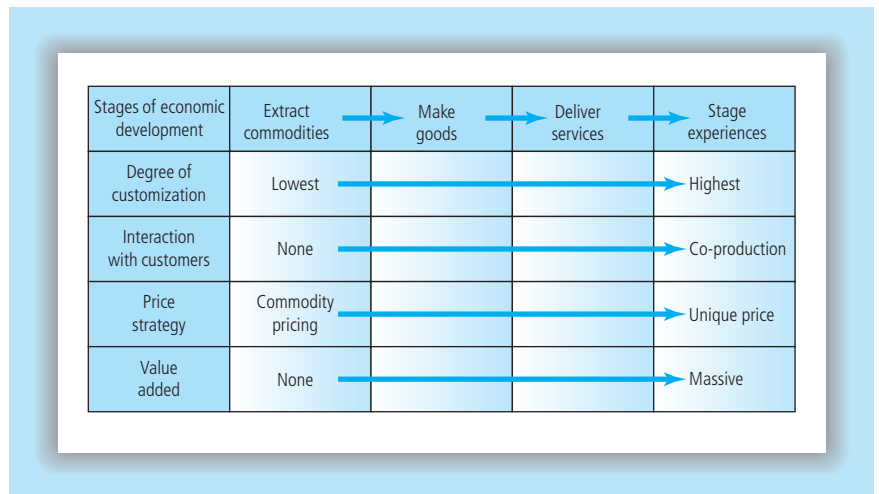 Stages of economic
development
Extract
commodities
Make
goods
Deliver
services
Stage
experiences
Degree of
customization
Lowest
Highest
Interaction
with customers
None
Co-production
Price
strategy
Commodity
pricing
Unique price
Value
added
None
Massive